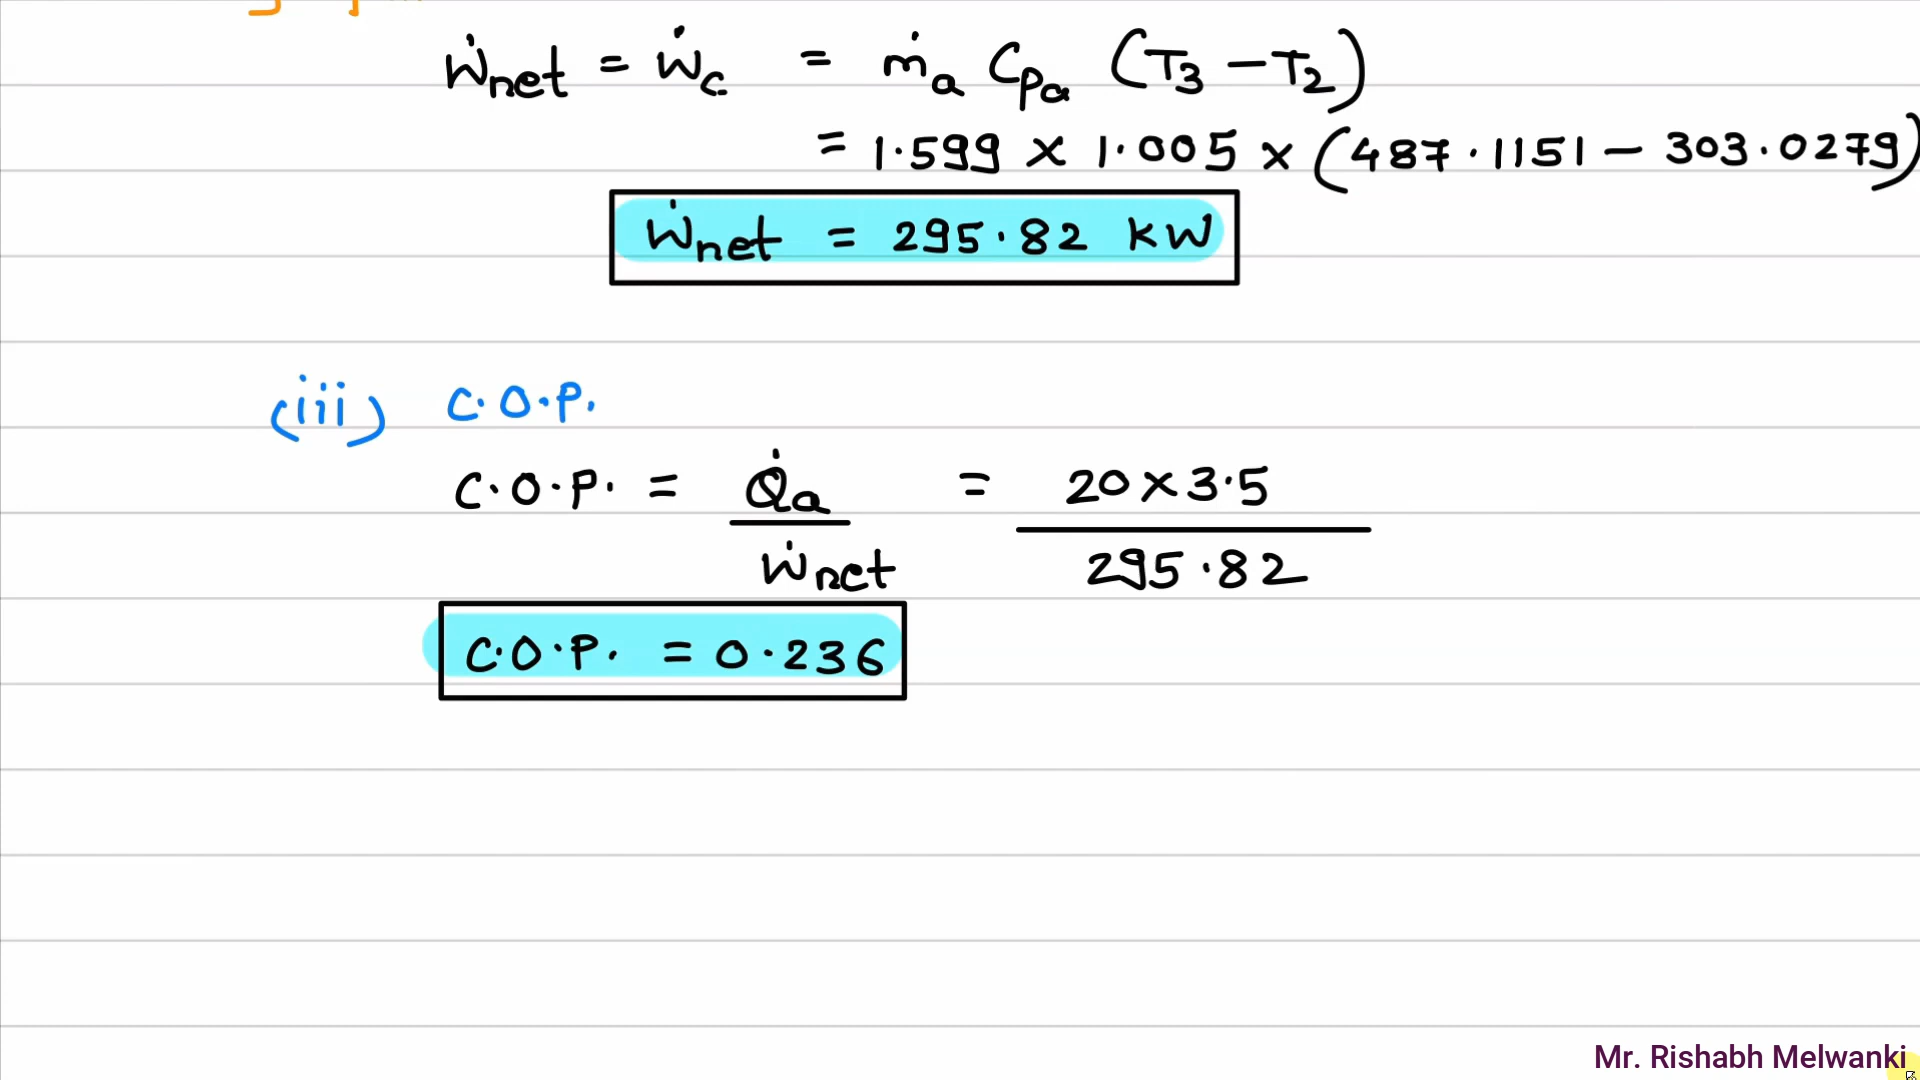 Ẇnet = Ẇc = ṁa Cpa (T3 - T2)
= 1.599 × 1.005 × (487.1151 - 303.0279)
Ẇnet = 295.82 kW
(iii) C.O.P.
C.O.P. = Q̇a / Ẇnet = 20×3.5 / 295.82
C.O.P. = 0.236
Mr. Rishabh Melwanki